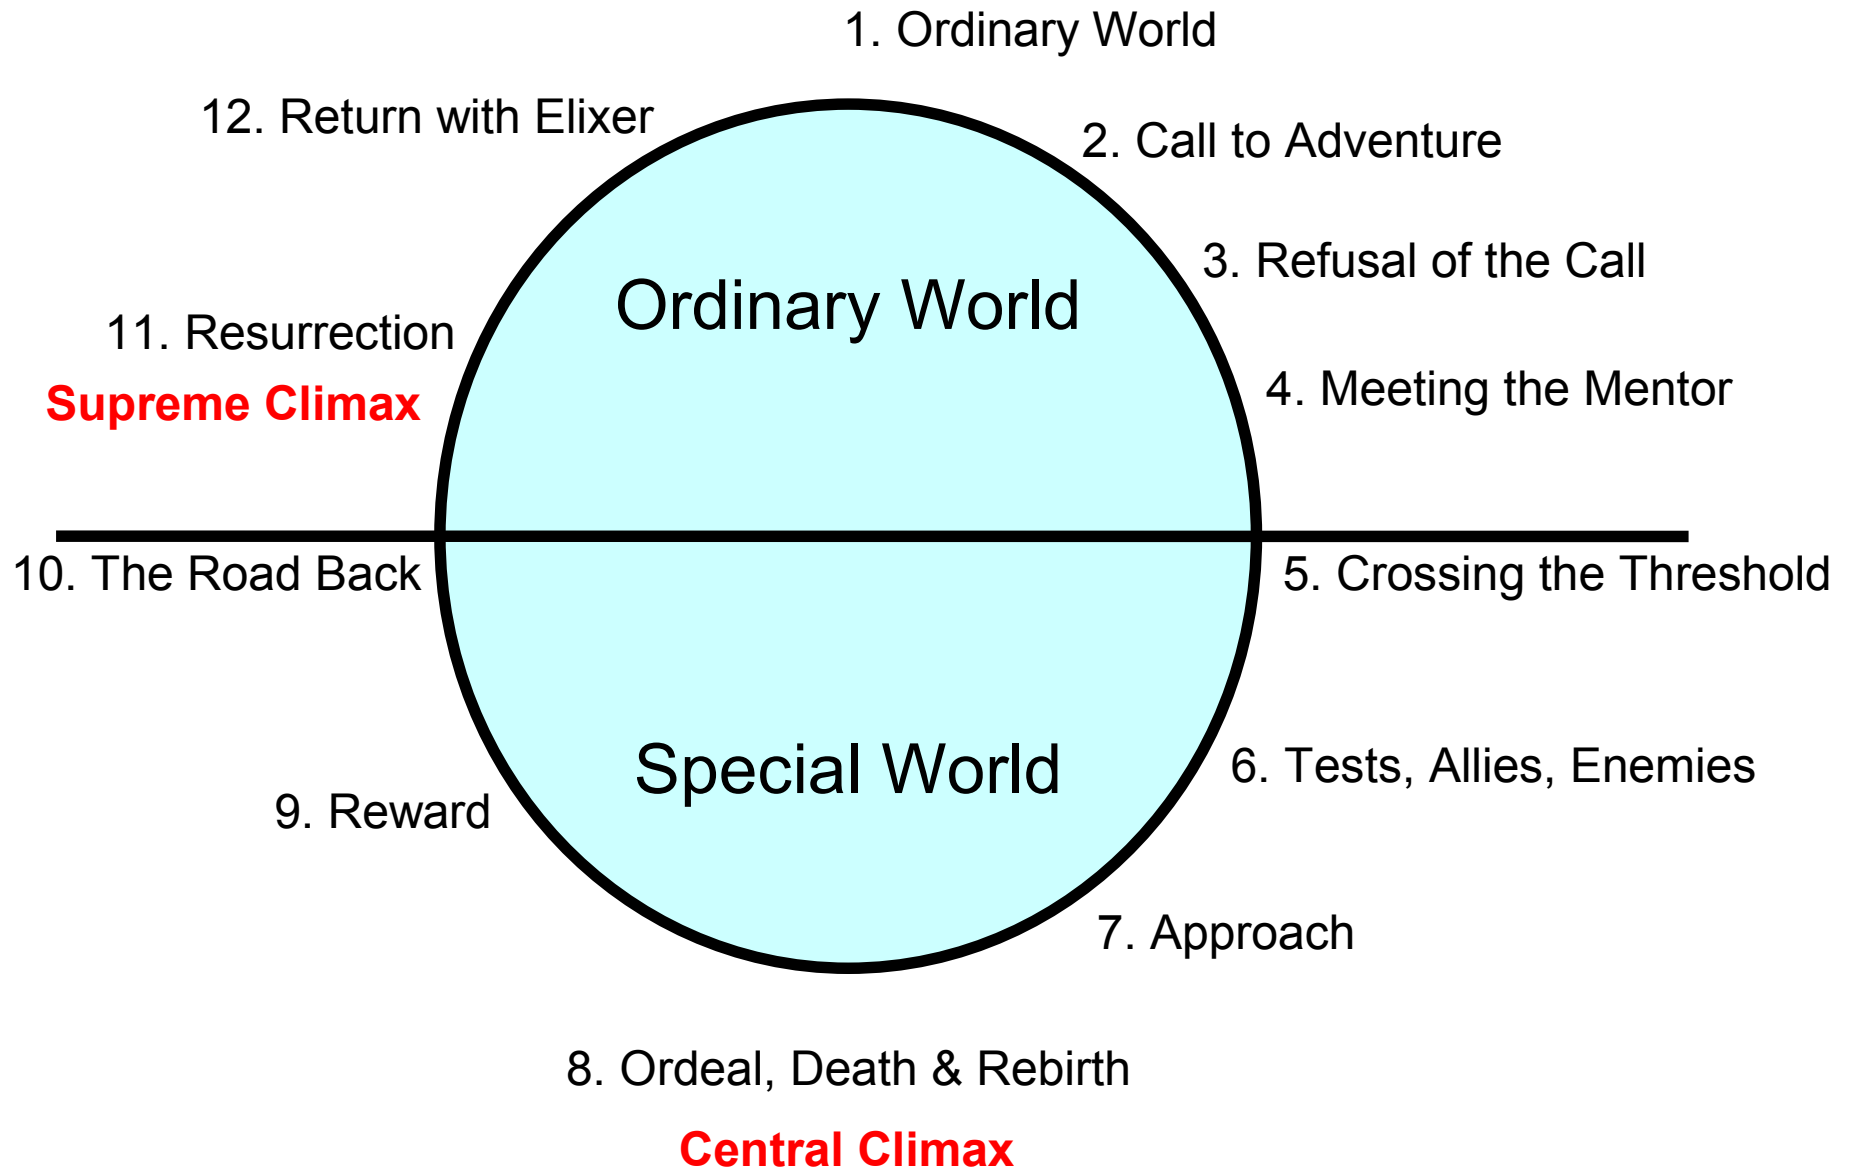 1. Ordinary World
12. Return with Elixer
2. Call to Adventure
3. Refusal of the Call
Ordinary World
11. Resurrection
Supreme Climax
4. Meeting the Mentor
10. The Road Back
5. Crossing the Threshold
Special World
6. Tests, Allies, Enemies
9. Reward
7. Approach
8. Ordeal, Death & Rebirth
Central Climax